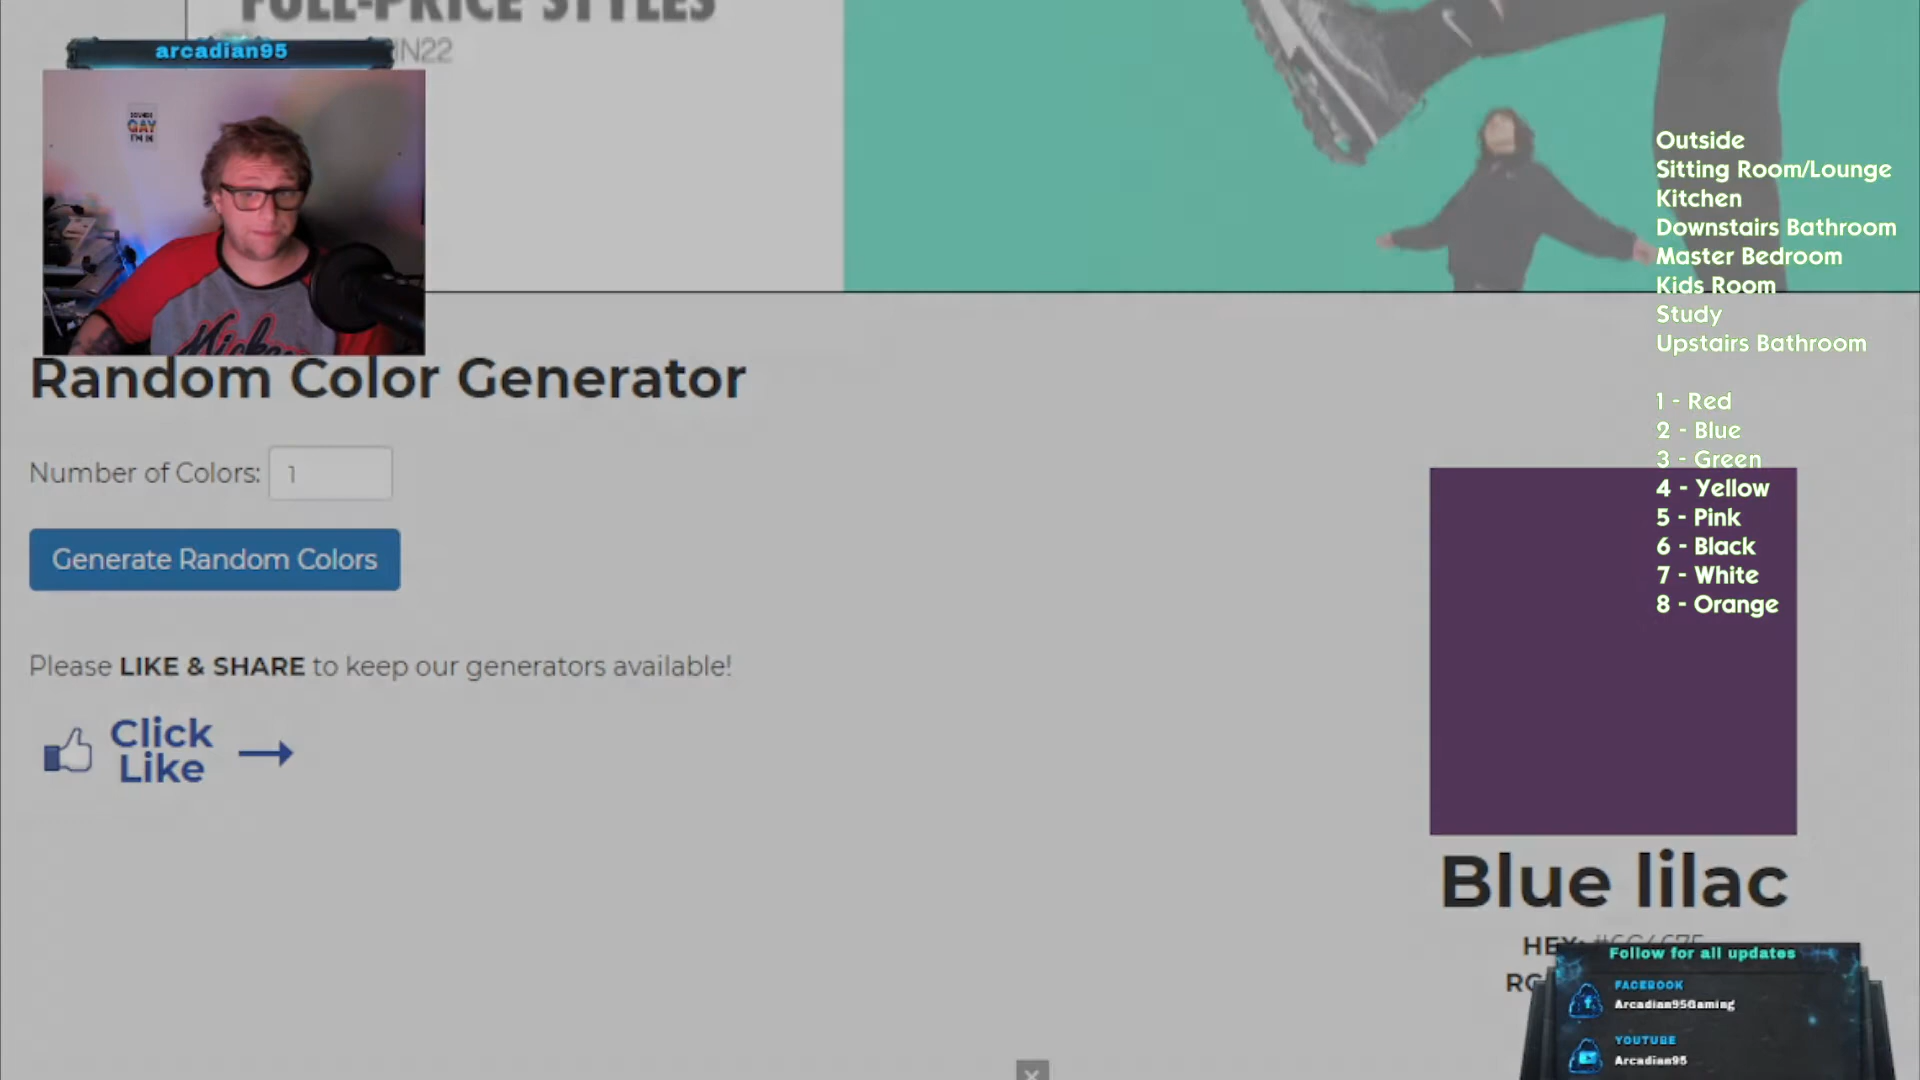 FULL-PRICE STYLES
IN22
arcadian95
GAY
I'M IN
Random Color Generator
Number of Colors: 1
Generate Random Colors
Please LIKE & SHARE to keep our generators available!
Click
Like
Outside
Sitting Room/Lounge
Kitchen
Downstairs Bathroom
Master Bedroom
Kids Room
Study
Upstairs Bathroom
1 - Red
2 - Blue
3 - Green
4 - Yellow
5 - Pink
6 - Black
7 - White
8 - Orange
Blue lilac
Follow for all updates
FACEBOOK
Arcadian95Gaming
YOUTUBE
Arcadian95